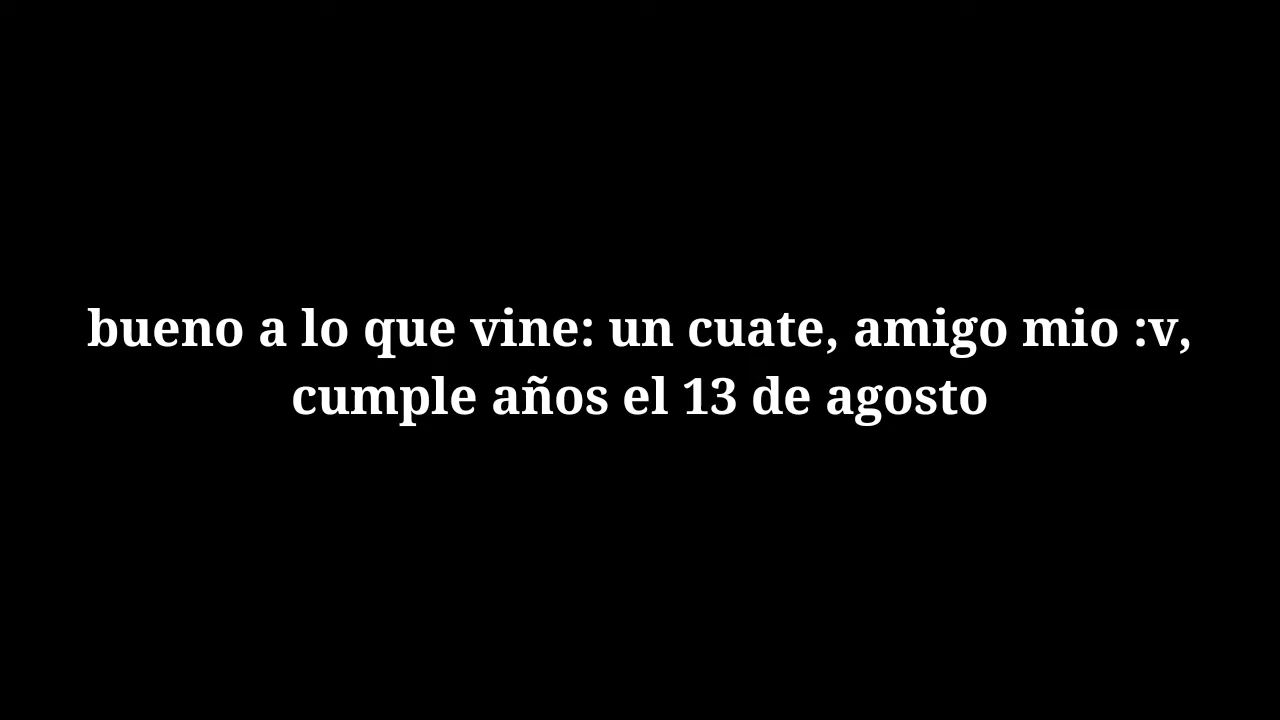 bueno a lo que vine: un cuate, amigo mio :v,
cumple años el 13 de agosto